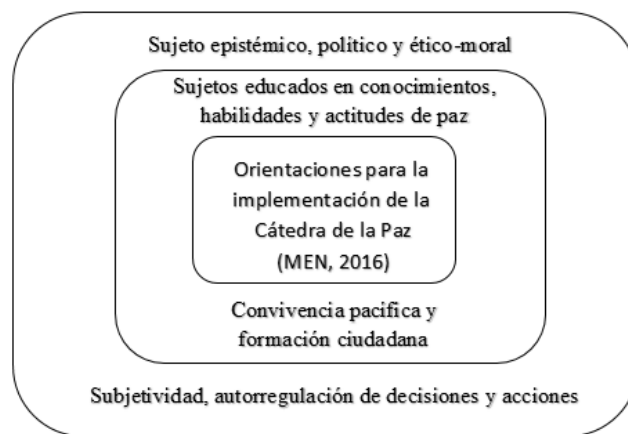 Sujeto epistémico, político y ético-moral
Sujetos educados en conocimientos,
habilidades y actitudes de paz
Orientaciones para la
implementación de la
Cátedra de la Paz
(MEN, 2016)
Convivencia pacifica y
formación ciudadana
Subjetividad, autorregulación de decisiones y acciones